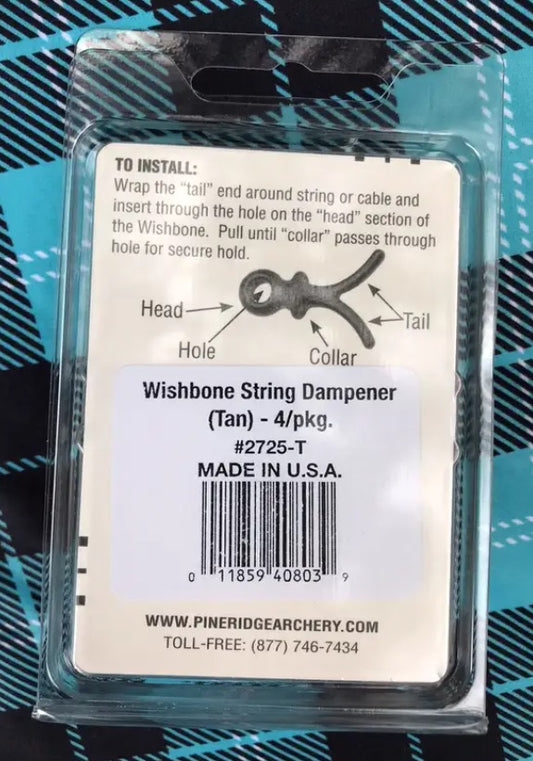 TO INSTALL:
Wrap the “tail” end around string or cable and
insert through the hole on the “head” section of
the Wishbone. Pull until “collar” passes through
hole for secure hold.
Head
Tail
Hole
Collar
Wishbone String Dampener
(Tan) - 4/pkg.
#2725-T
MADE IN U.S.A.
0 11859 40803 9
WWW.PINERIDGEARCHERY.COM
TOLL-FREE: (877) 746-7434